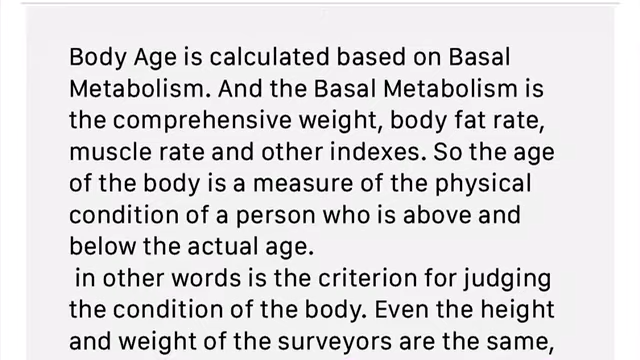 Body Age is calculated based on Basal
Metabolism. And the Basal Metabolism is
the comprehensive weight, body fat rate,
muscle rate and other indexes. So the age
of the body is a measure of the physical
condition of a person who is above and
below the actual age.
in other words is the criterion for judging
the condition of the body. Even the height
and weight of the surveyors are the same,